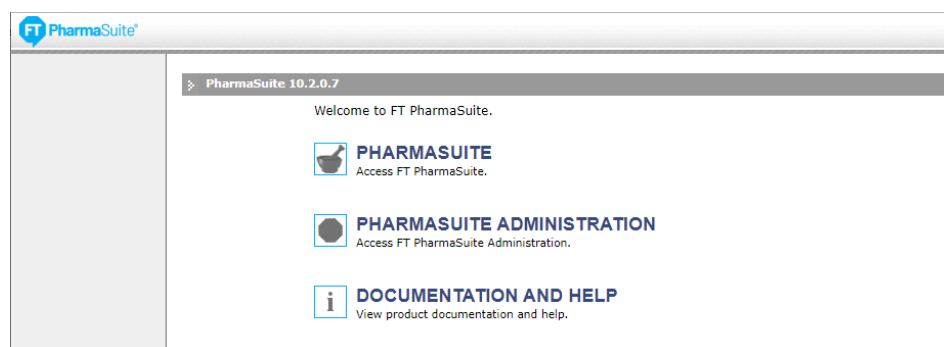 FT PharmaSuite®
PharmaSuite 10.2.0.7
Welcome to FT PharmaSuite.
PHARMASUITE
Access FT PharmaSuite.
PHARMASUITE ADMINISTRATION
Access FT PharmaSuite Administration.
i
DOCUMENTATION AND HELP
View product documentation and help.